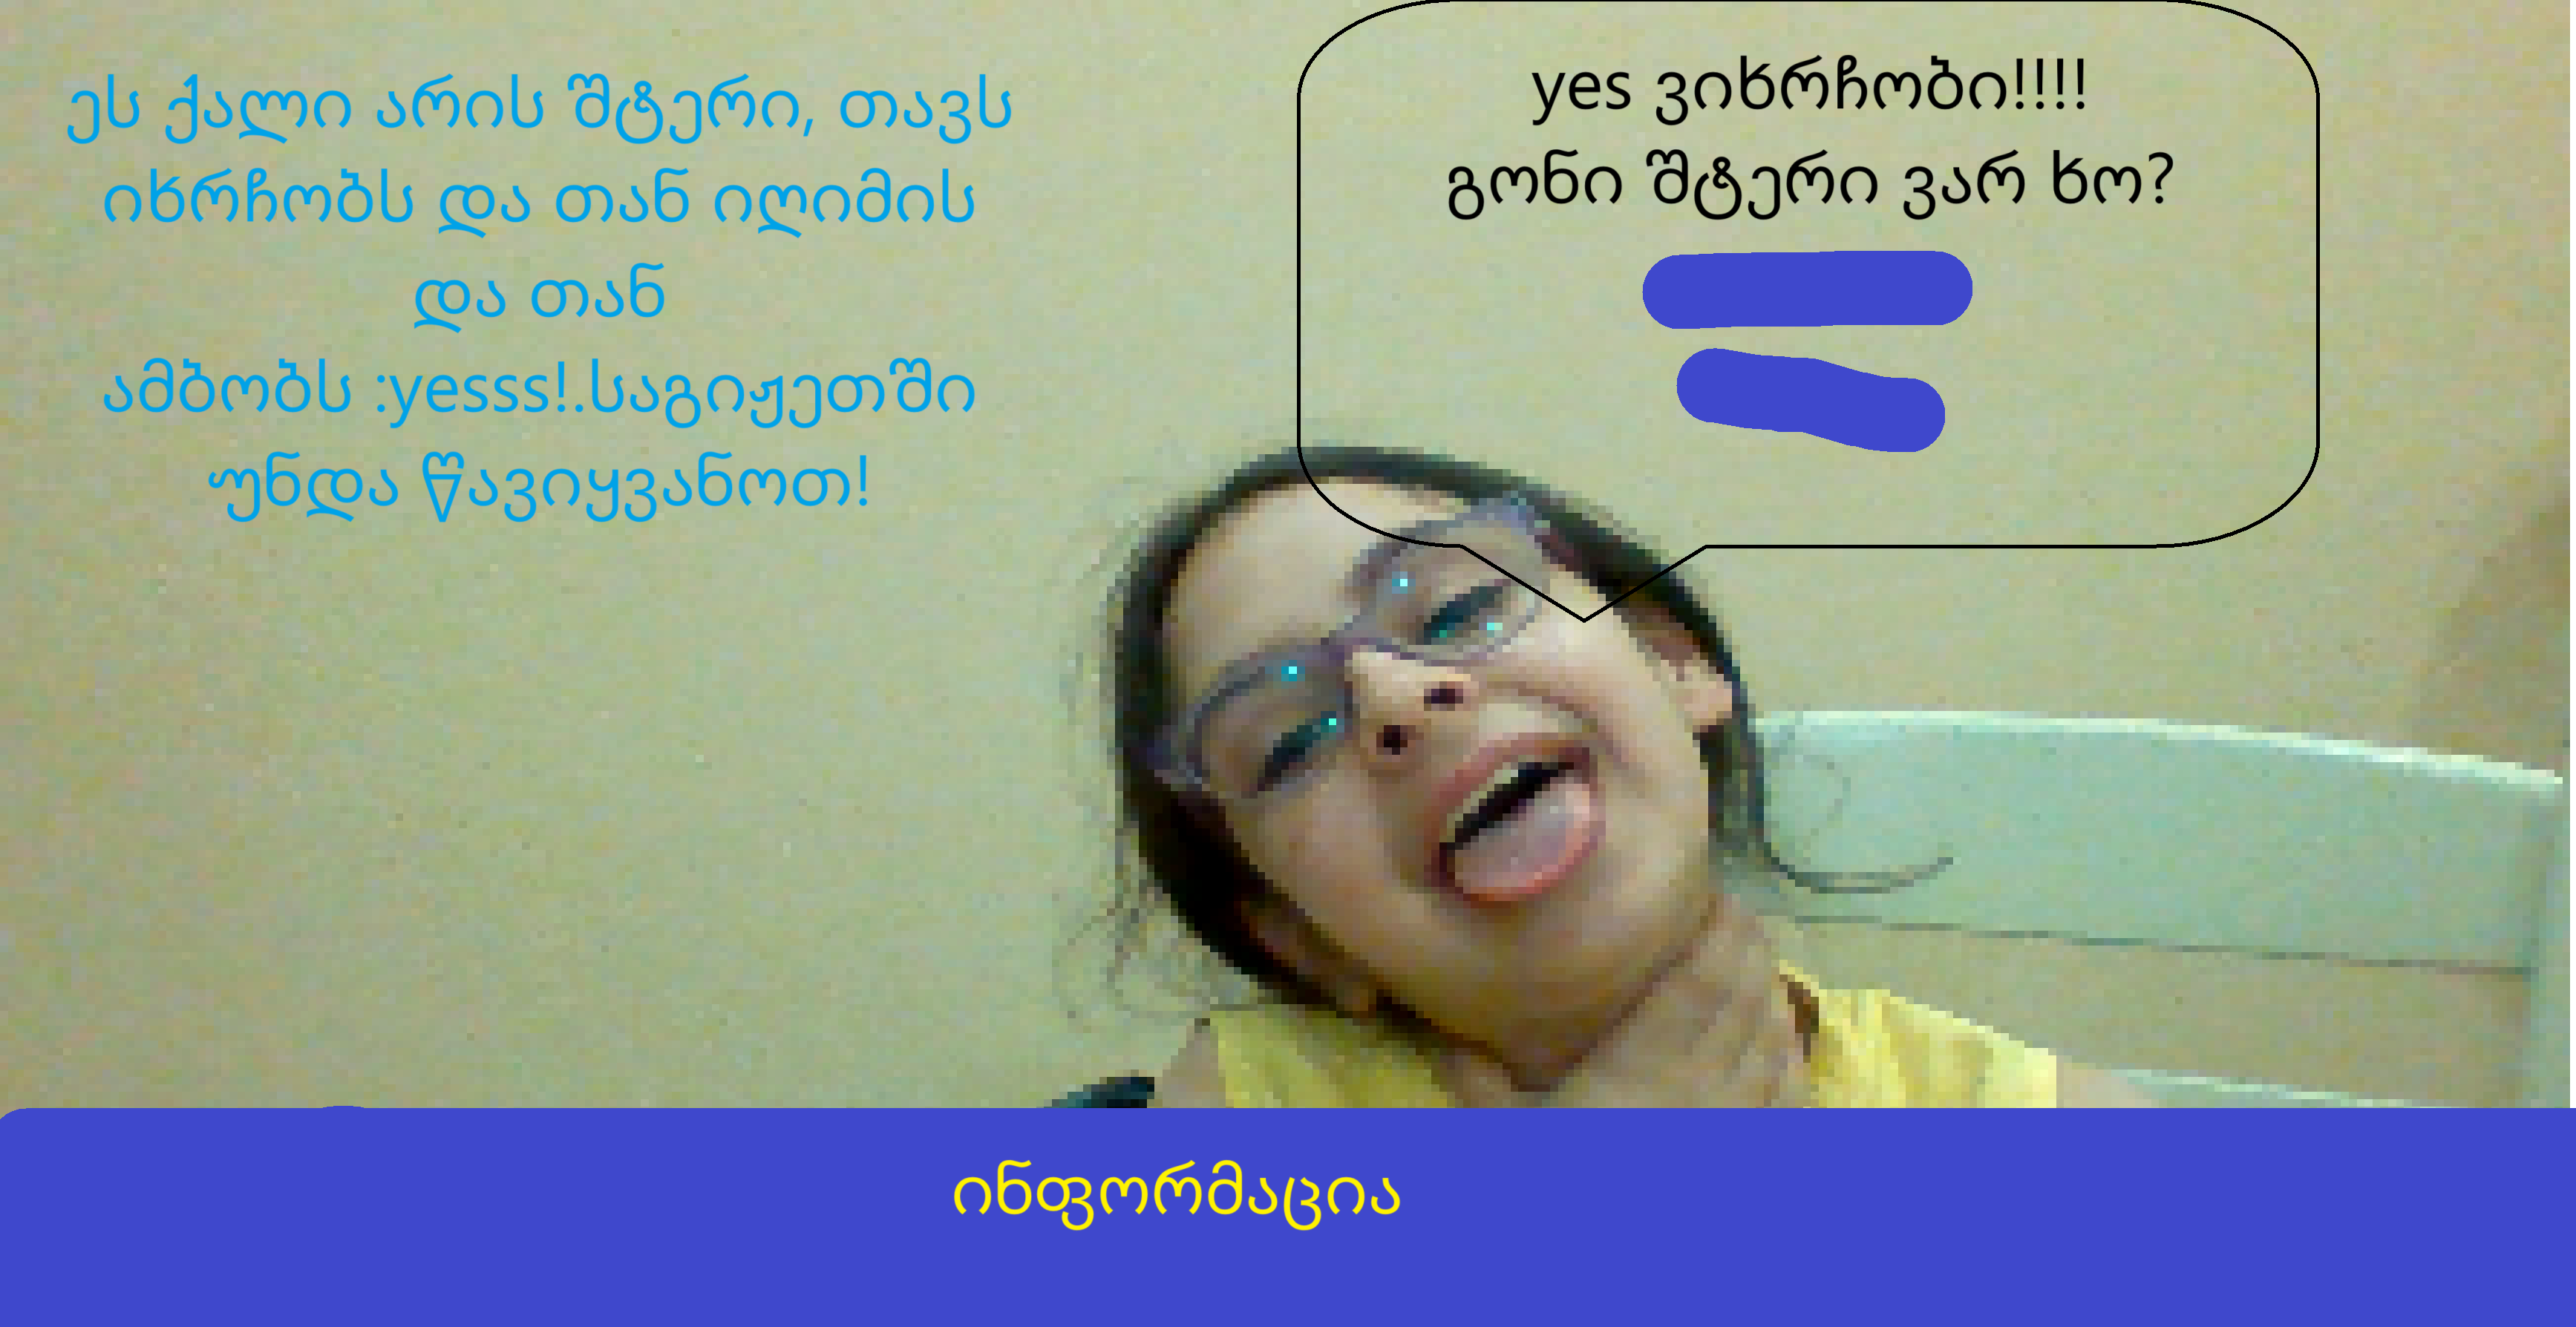 ეს ქალი არის შტერი, თავს
იხრჩობს და თან იღიმის
და თან
ამბობს :yesss!.საგიჟეთში
უნდა წავიყვანოთ!
yes ვიხრჩობი!!!!
გონი შტერი ვარ ხო?
ინფორმაცია